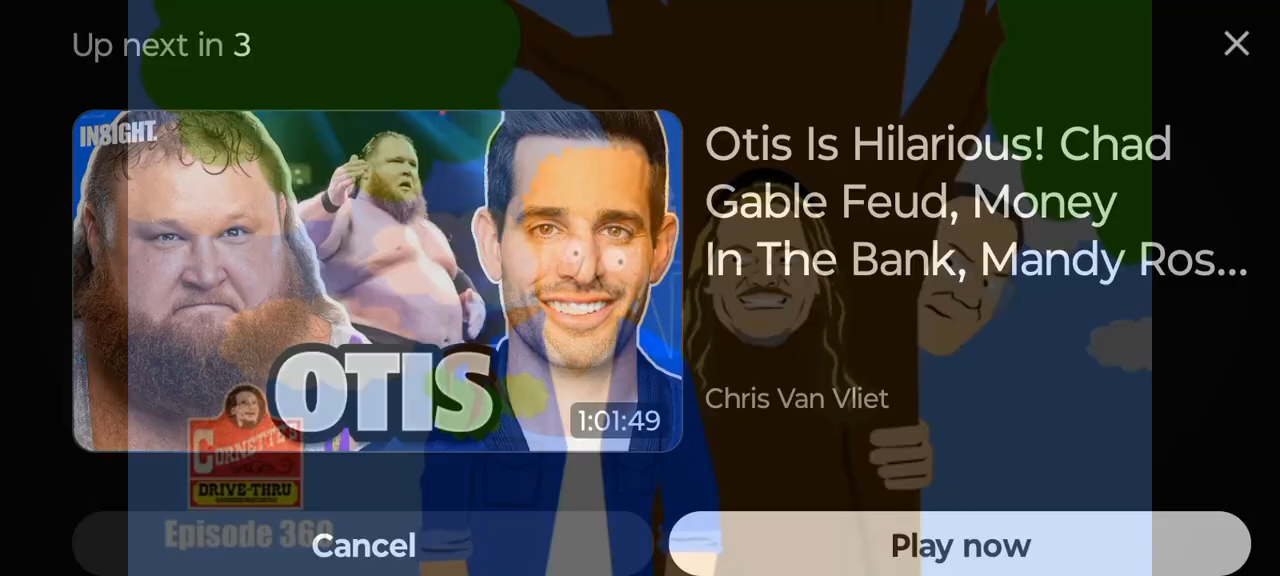 Up next in 3
INSIGHT.
Otis Is Hilarious! Chad
Gable Feud, Money
In The Bank, Mandy Ros...
OTIS
1:01:49
Chris Van Vliet
CORNETTE'S
DRIVE-THRU
Episode 360
Cancel
Play now